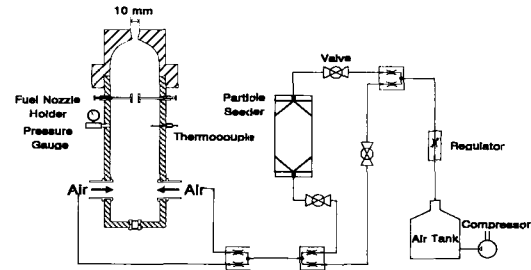 10 mm
Valve
Fuel Nozzle
Holder
Particle
Seeder
Pressure
Gauge
Thermocouple
Regulator
Air
Air
Compressor
Air Tank